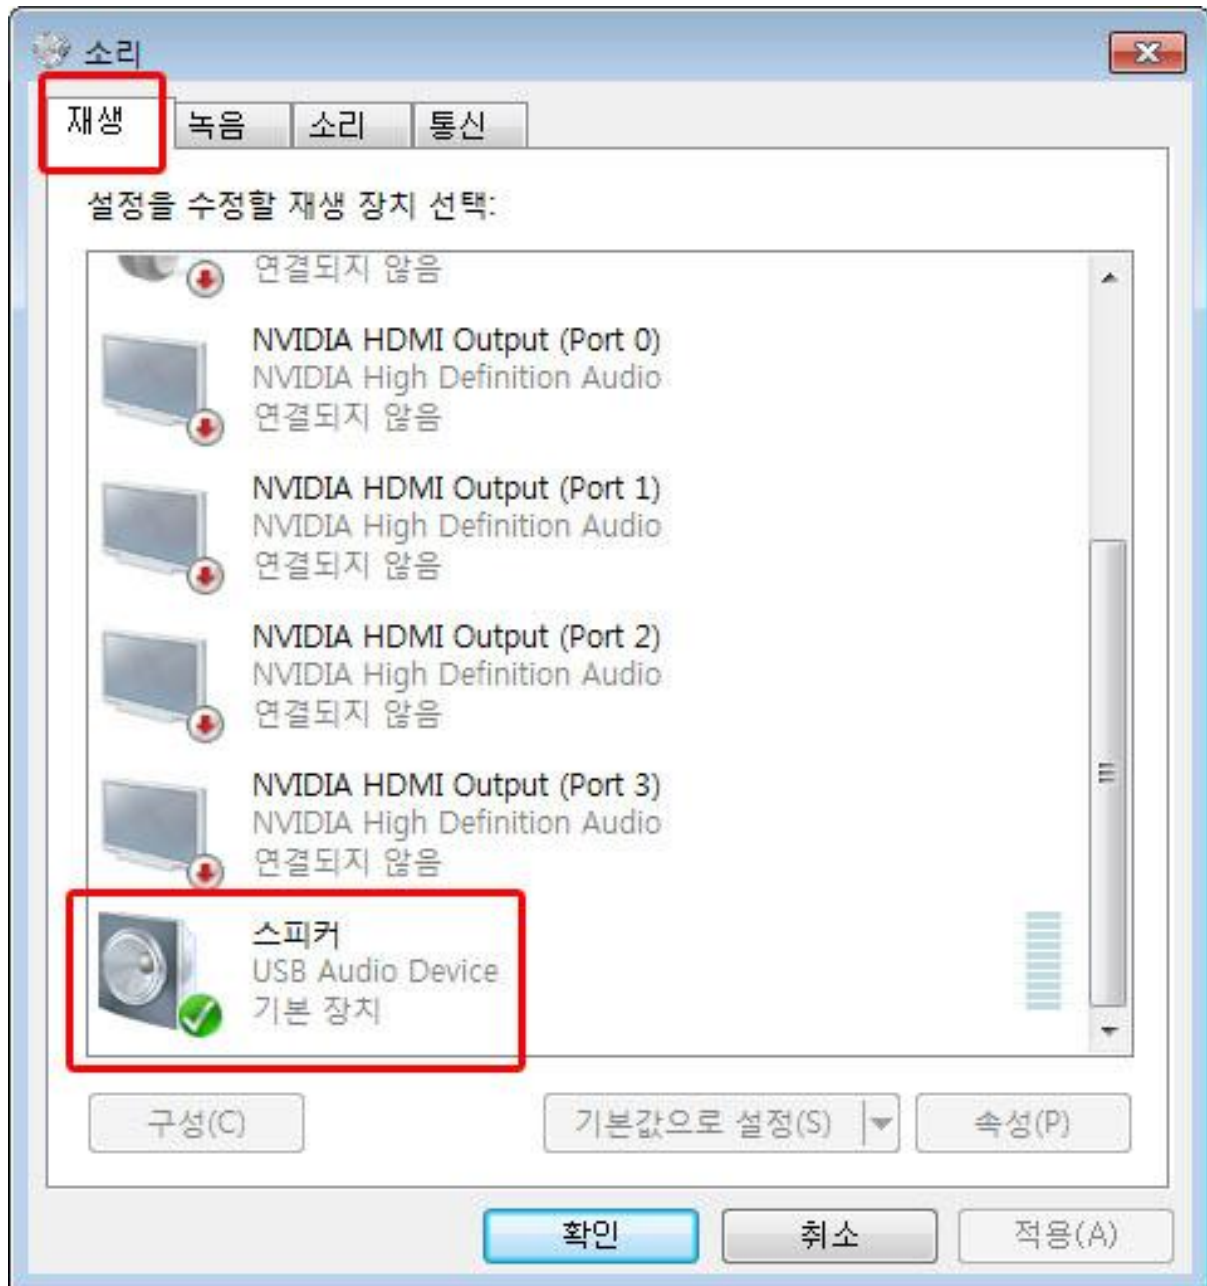 소리
재생 녹음 소리 통신
설정을 수정할 재생 장치 선택:
연결되지 않음
NVIDIA HDMI Output (Port 0)
NVIDIA High Definition Audio
연결되지 않음
NVIDIA HDMI Output (Port 1)
NVIDIA High Definition Audio
연결되지 않음
NVIDIA HDMI Output (Port 2)
NVIDIA High Definition Audio
연결되지 않음
NVIDIA HDMI Output (Port 3)
NVIDIA High Definition Audio
연결되지 않음
스피커
USB Audio Device
기본 장치
구성(C) 기본값으로 설정(S) 속성(P)
확인 취소 적용(A)